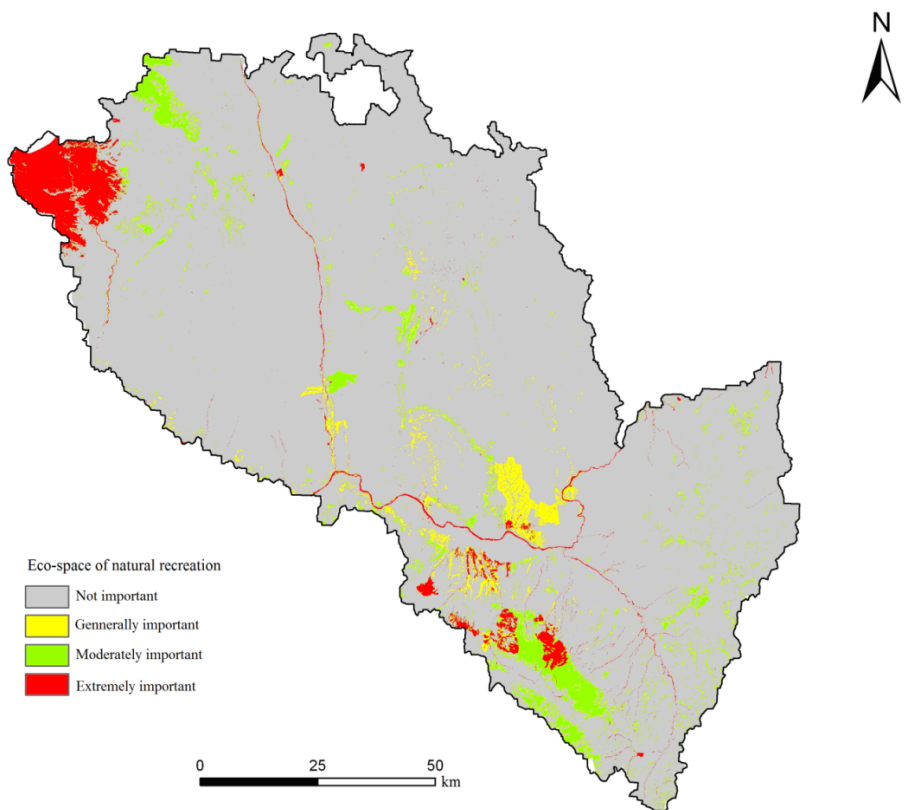 N
Eco-space of natural recreation
Not important
Gennerally important
Moderately important
Extremely important
0 25 50
km